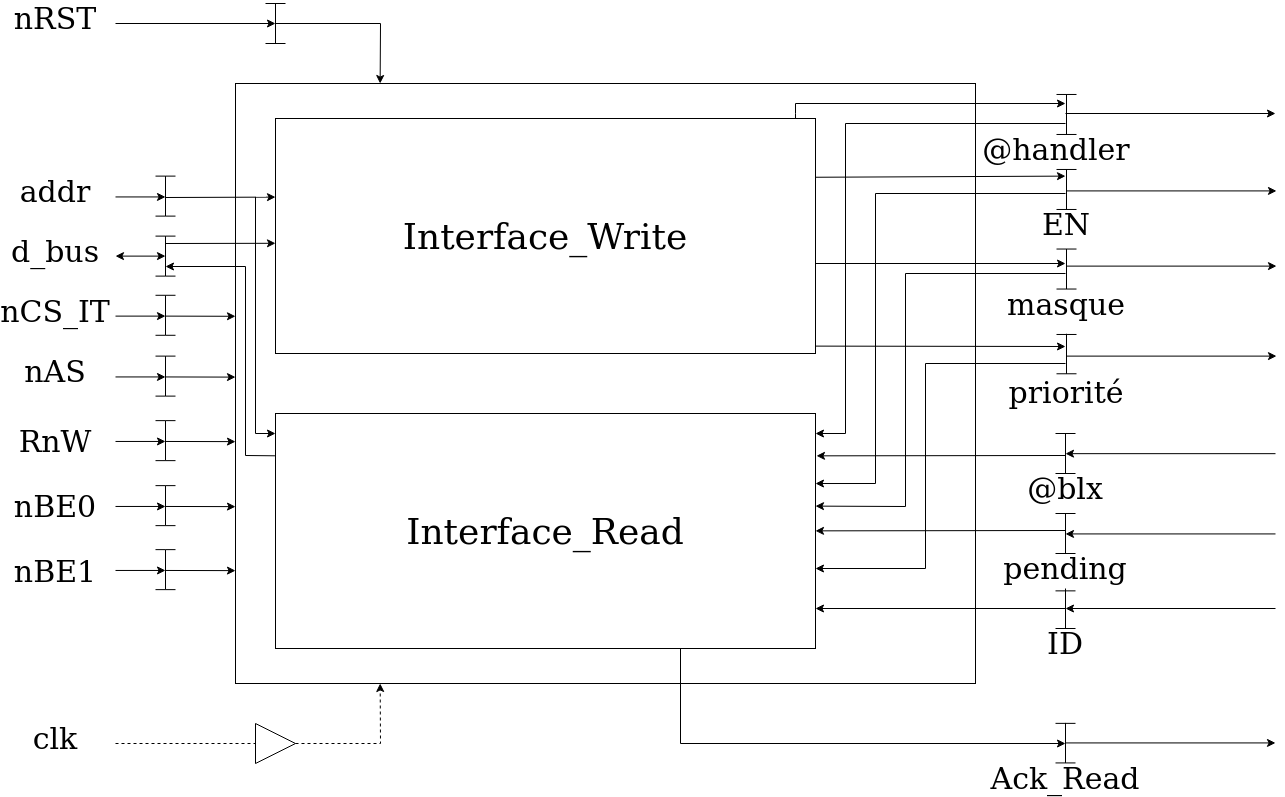 nRST
addr
d_bus
nCS_IT
nAS
RnW
nBE0
nBE1
clk
Interface_Write
Interface_Read
@handler
EN
masque
priorité
@blx
pending
ID
Ack_Read